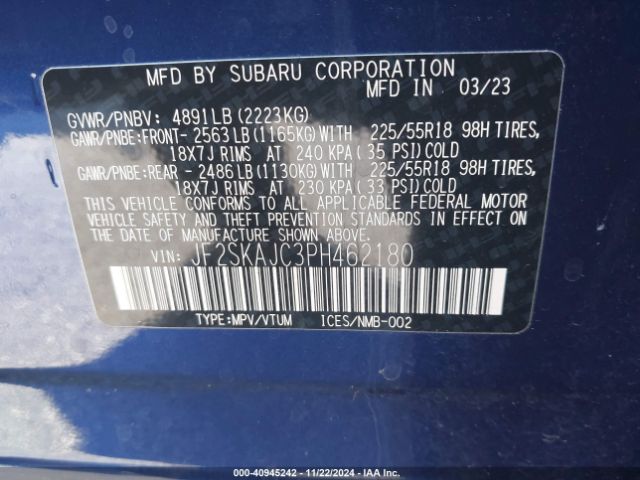 MFD BY SUBARU CORPORATION
MFD IN 03/23
GVWR/PNBV: 4891LB (2223KG)
GAWR/PNBE:FRONT- 2563LB (1165KG)WITH 225/55R18 98H TIRES,
18X7J RIMS AT 240 KPA (35 PSI)COLD
GAWR/PNBE:REAR - 2486LB (1130KG)WITH 225/55R18 98H TIRES,
18X7J RIMS AT 230 KPA (33 PSI)COLD
THIS VEHICLE CONFORMS TO ALL APPLICABLE FEDERAL MOTOR
VEHICLE SAFETY AND THEFT PREVENTION STANDARDS IN EFFECT ON
THE DATE OF MANUFACTURE SHOWN ABOVE.
VIN: JF2SKAJC3PH462180
TYPE:MPV/VTUM ICES/NMB-002
000-40945242 - 11/22/2024 - IAA Inc.